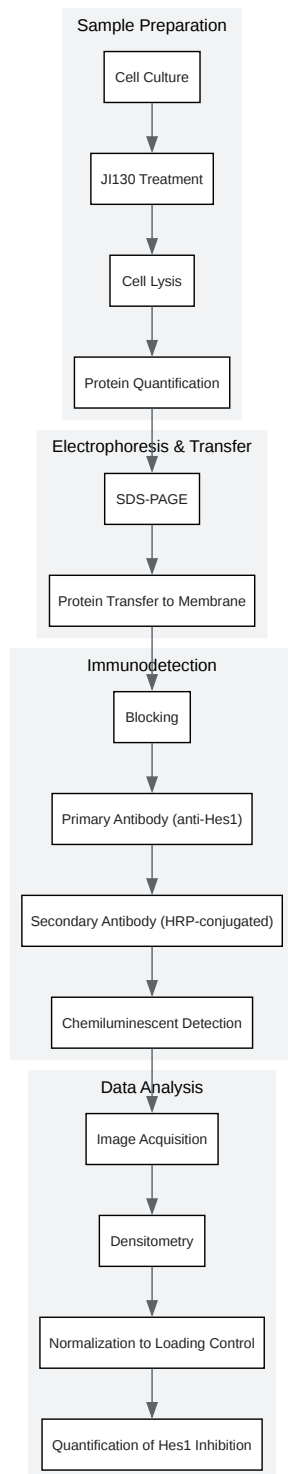 Sample Preparation
Cell Culture
JI130 Treatment
Cell Lysis
Protein Quantification
Electrophoresis & Transfer
SDS-PAGE
Protein Transfer to Membrane
Immunodetection
Blocking
Primary Antibody (anti-Hes1)
Secondary Antibody (HRP-conjugated)
Chemiluminescent Detection
Data Analysis
Image Acquisition
Densitometry
Normalization to Loading Control
Quantification of Hes1 Inhibition